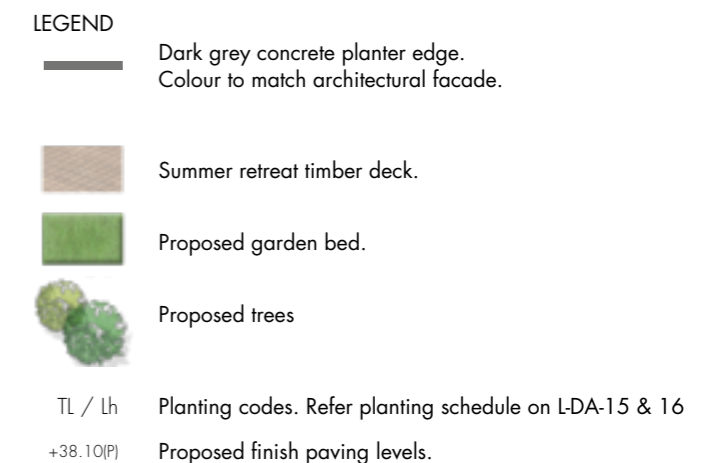 LEGEND
Dark grey concrete planter edge.
Colour to match architectural facade.
Summer retreat timber deck.
Proposed garden bed.
Proposed trees
TL / Lh Planting codes. Refer planting schedule on L-DA-15 & 16
+38.10(P) Proposed finish paving levels.